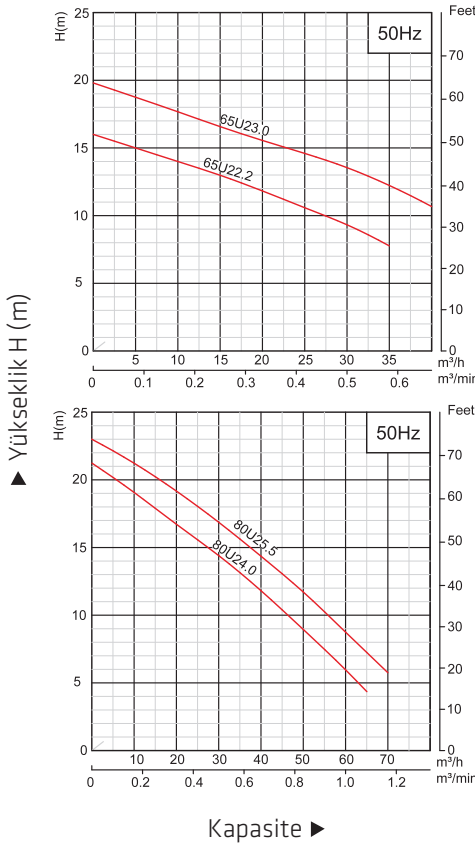 25
H(m)
50Hz
Feet
70
20
60
65U23.0
50
15
65U22.2
40
10
30
20
5
10
0
0
5 10 15 20 25 30 35 m³/h
0 0.1 0.2 0.3 0.4 0.5 0.6 m³/min
Yükseklik H (m)
25
H(m)
50Hz
Feet
70
20
60
80U25.5
50
15
80U24.0
40
10
30
20
5
10
0
0
10 20 30 40 50 60 70 m³/h
0 0.2 0.4 0.6 0.8 1.0 1.2 m³/min
Kapasite